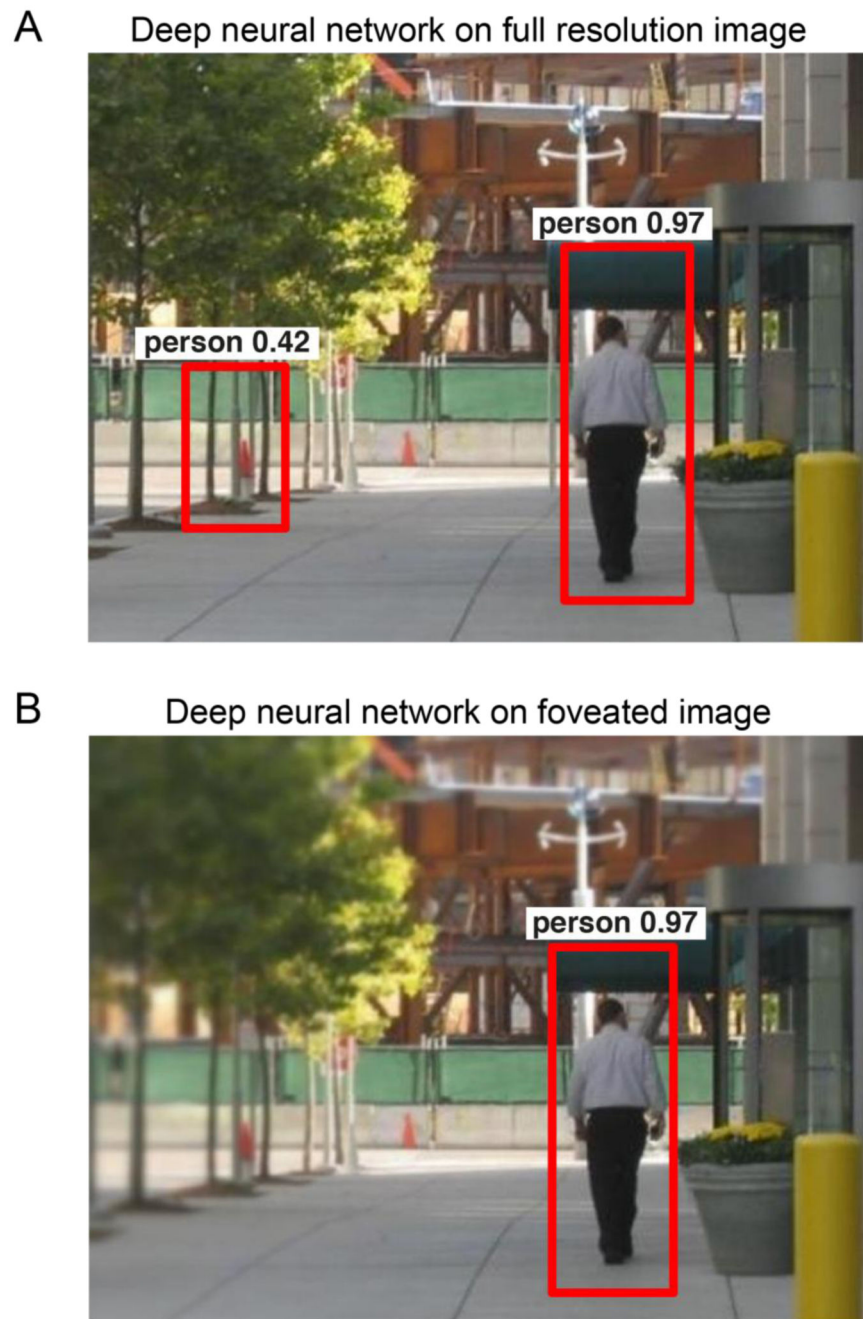 A
Deep neural network on full resolution image
person 0.97
person 0.42
B
Deep neural network on foveated image
person 0.97